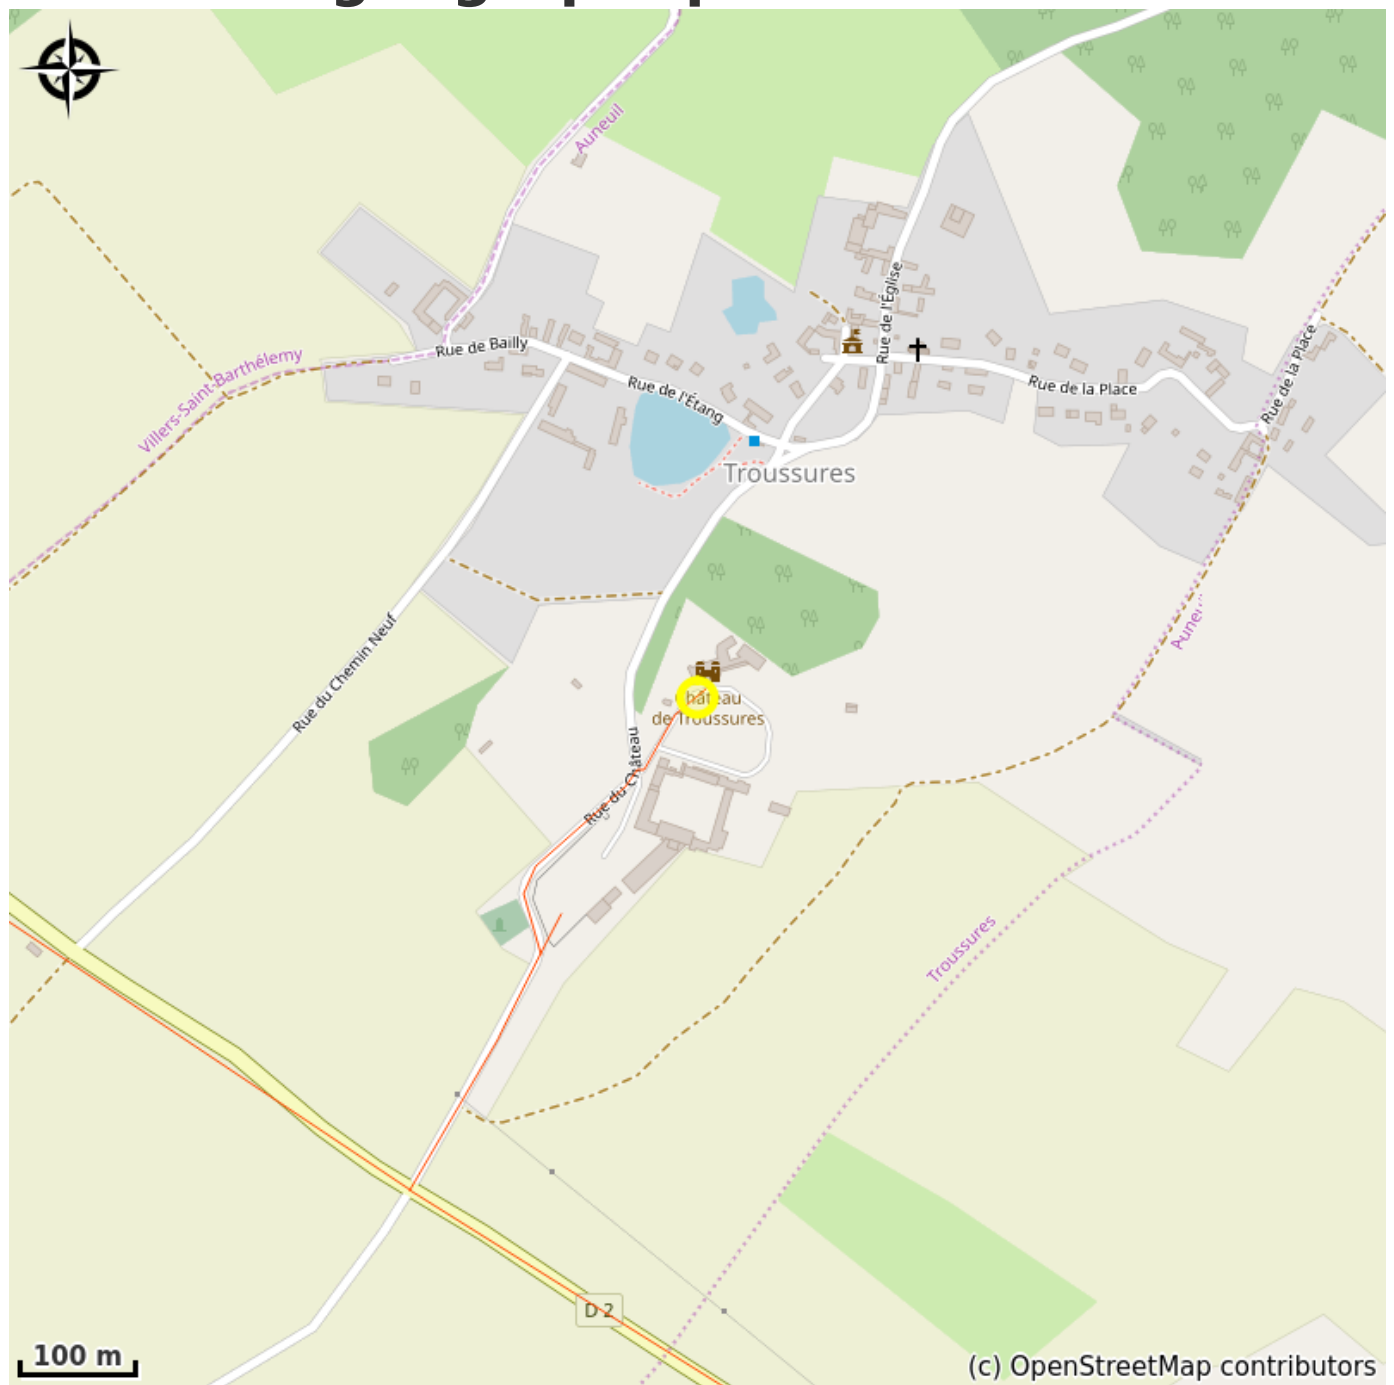 Auneuil
Rue de l'Église
Villers-Saint-Barthélemy
Rue de Bailly
Rue de l'Étang
Rue de la Place
Rue de la Place
Troussures
Rue du Chemin Neuf
Château
de Troussures
Rue du Château
Troussures
D 2
100 m
(c) OpenStreetMap contributors